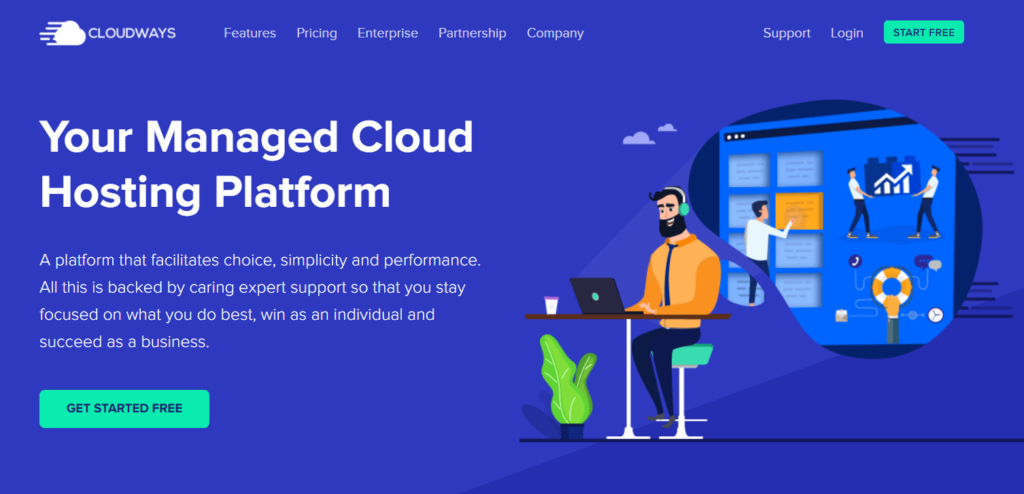 CLOUDWAYS
Features Pricing Enterprise Partnership Company
Support Login START FREE
Your Managed Cloud
Hosting Platform
A platform that facilitates choice, simplicity and performance.
All this is backed by caring expert support so that you stay
focused on what you do best, win as an individual and
succeed as a business.
GET STARTED FREE